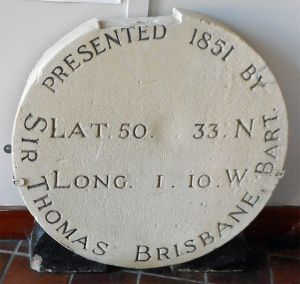 PRESENTED 1851 BY
SIR THOMAS BRISBANE, BART.
LAT. 50. 33. N
LONG. 1. 10. W.